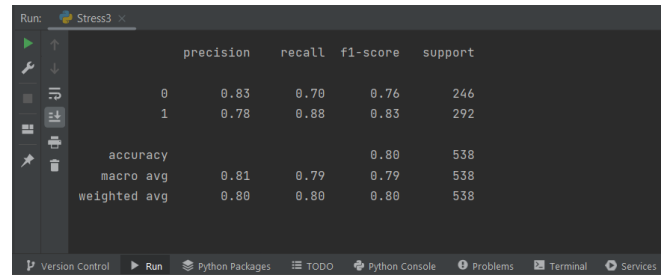 Run: Stress3
precision recall f1-score support
0 0.83 0.70 0.76 246
1 0.78 0.88 0.83 292
accuracy 0.80 538
macro avg 0.81 0.79 0.79 538
weighted avg 0.80 0.80 0.80 538
Version Control Run Python Packages TODO Python Console Problems Terminal Services